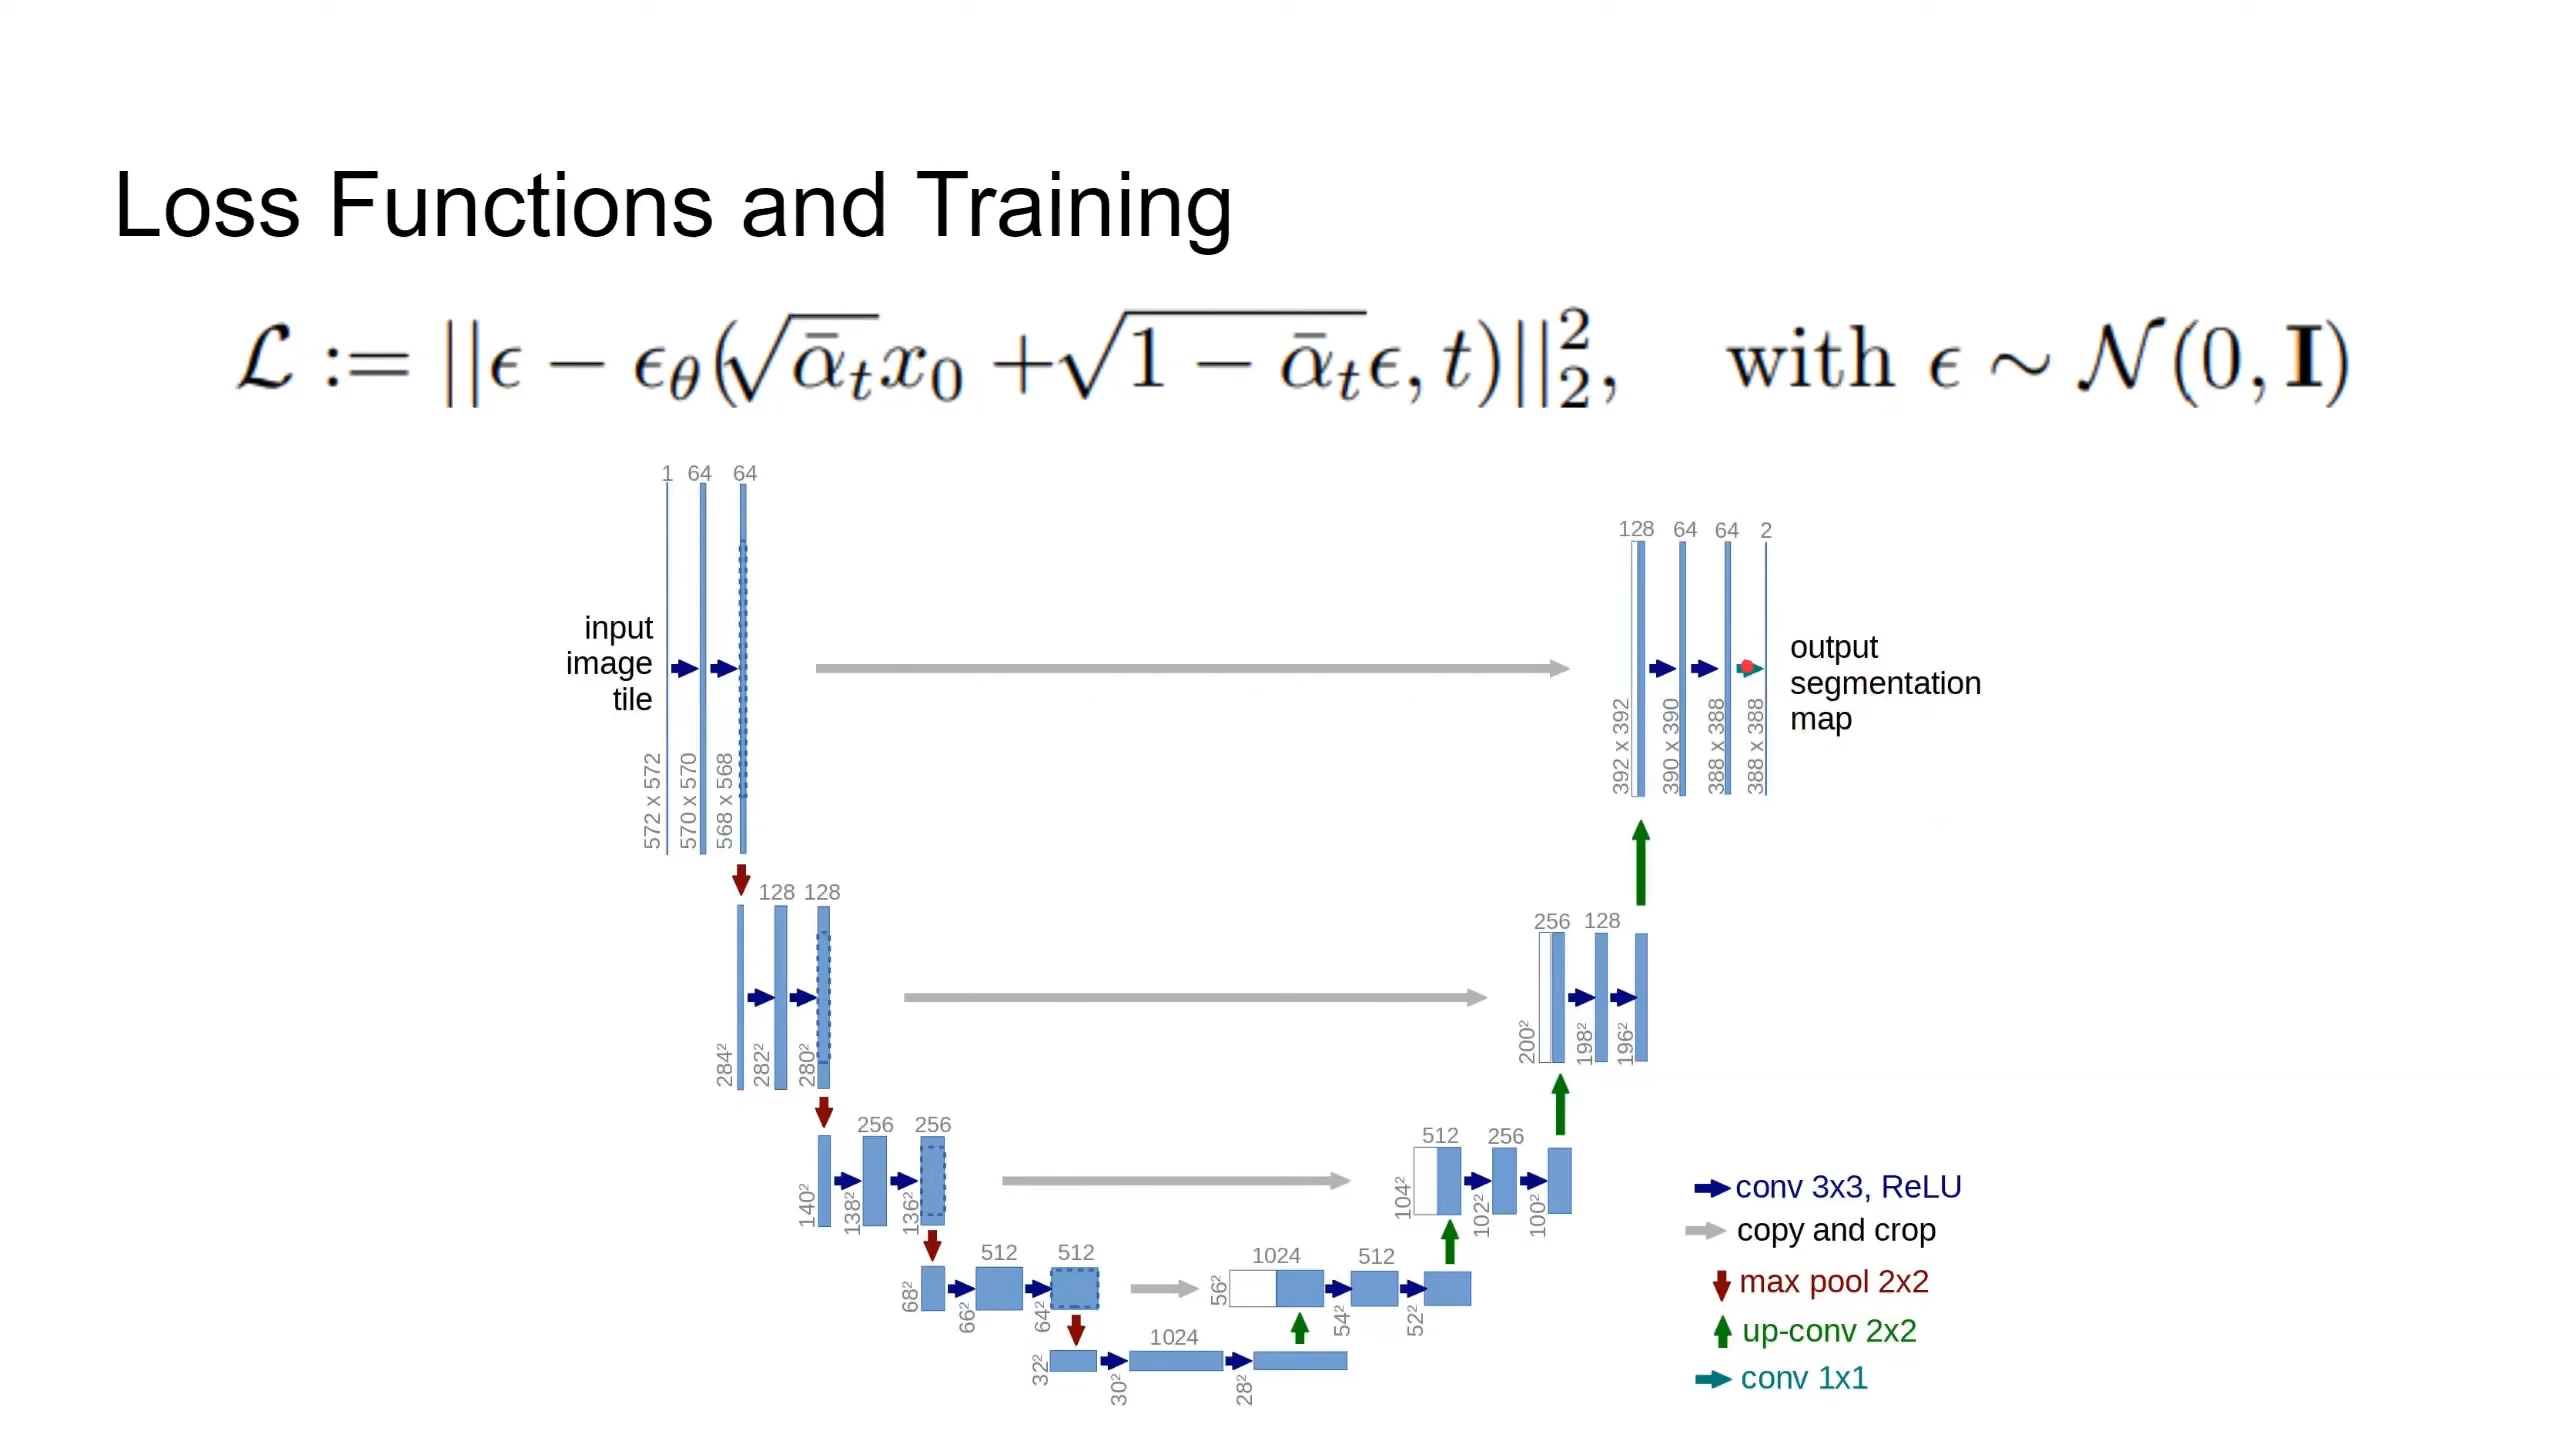 Loss Functions and Training
ℒ := ||ϵ − ϵ_θ(√ᾱ_t x_0 + √1 − ᾱ_t ϵ, t)||²₂, with ϵ ∼ 𝒩(0, I)
1 64 64
128 64 64 2
input
image
tile
output
segmentation
map
572 x 572
570 x 570
568 x 568
392 x 392
390 x 390
388 x 388
388 x 388
128 128
256 128
284²
282²
280²
200²
198²
196²
256 256
512 256
140²
138²
136²
104²
102²
100²
512 512
1024 512
68²
66²
64²
56²
54²
52²
1024
32²
30²
28²
conv 3x3, ReLU
copy and crop
max pool 2x2
up-conv 2x2
conv 1x1